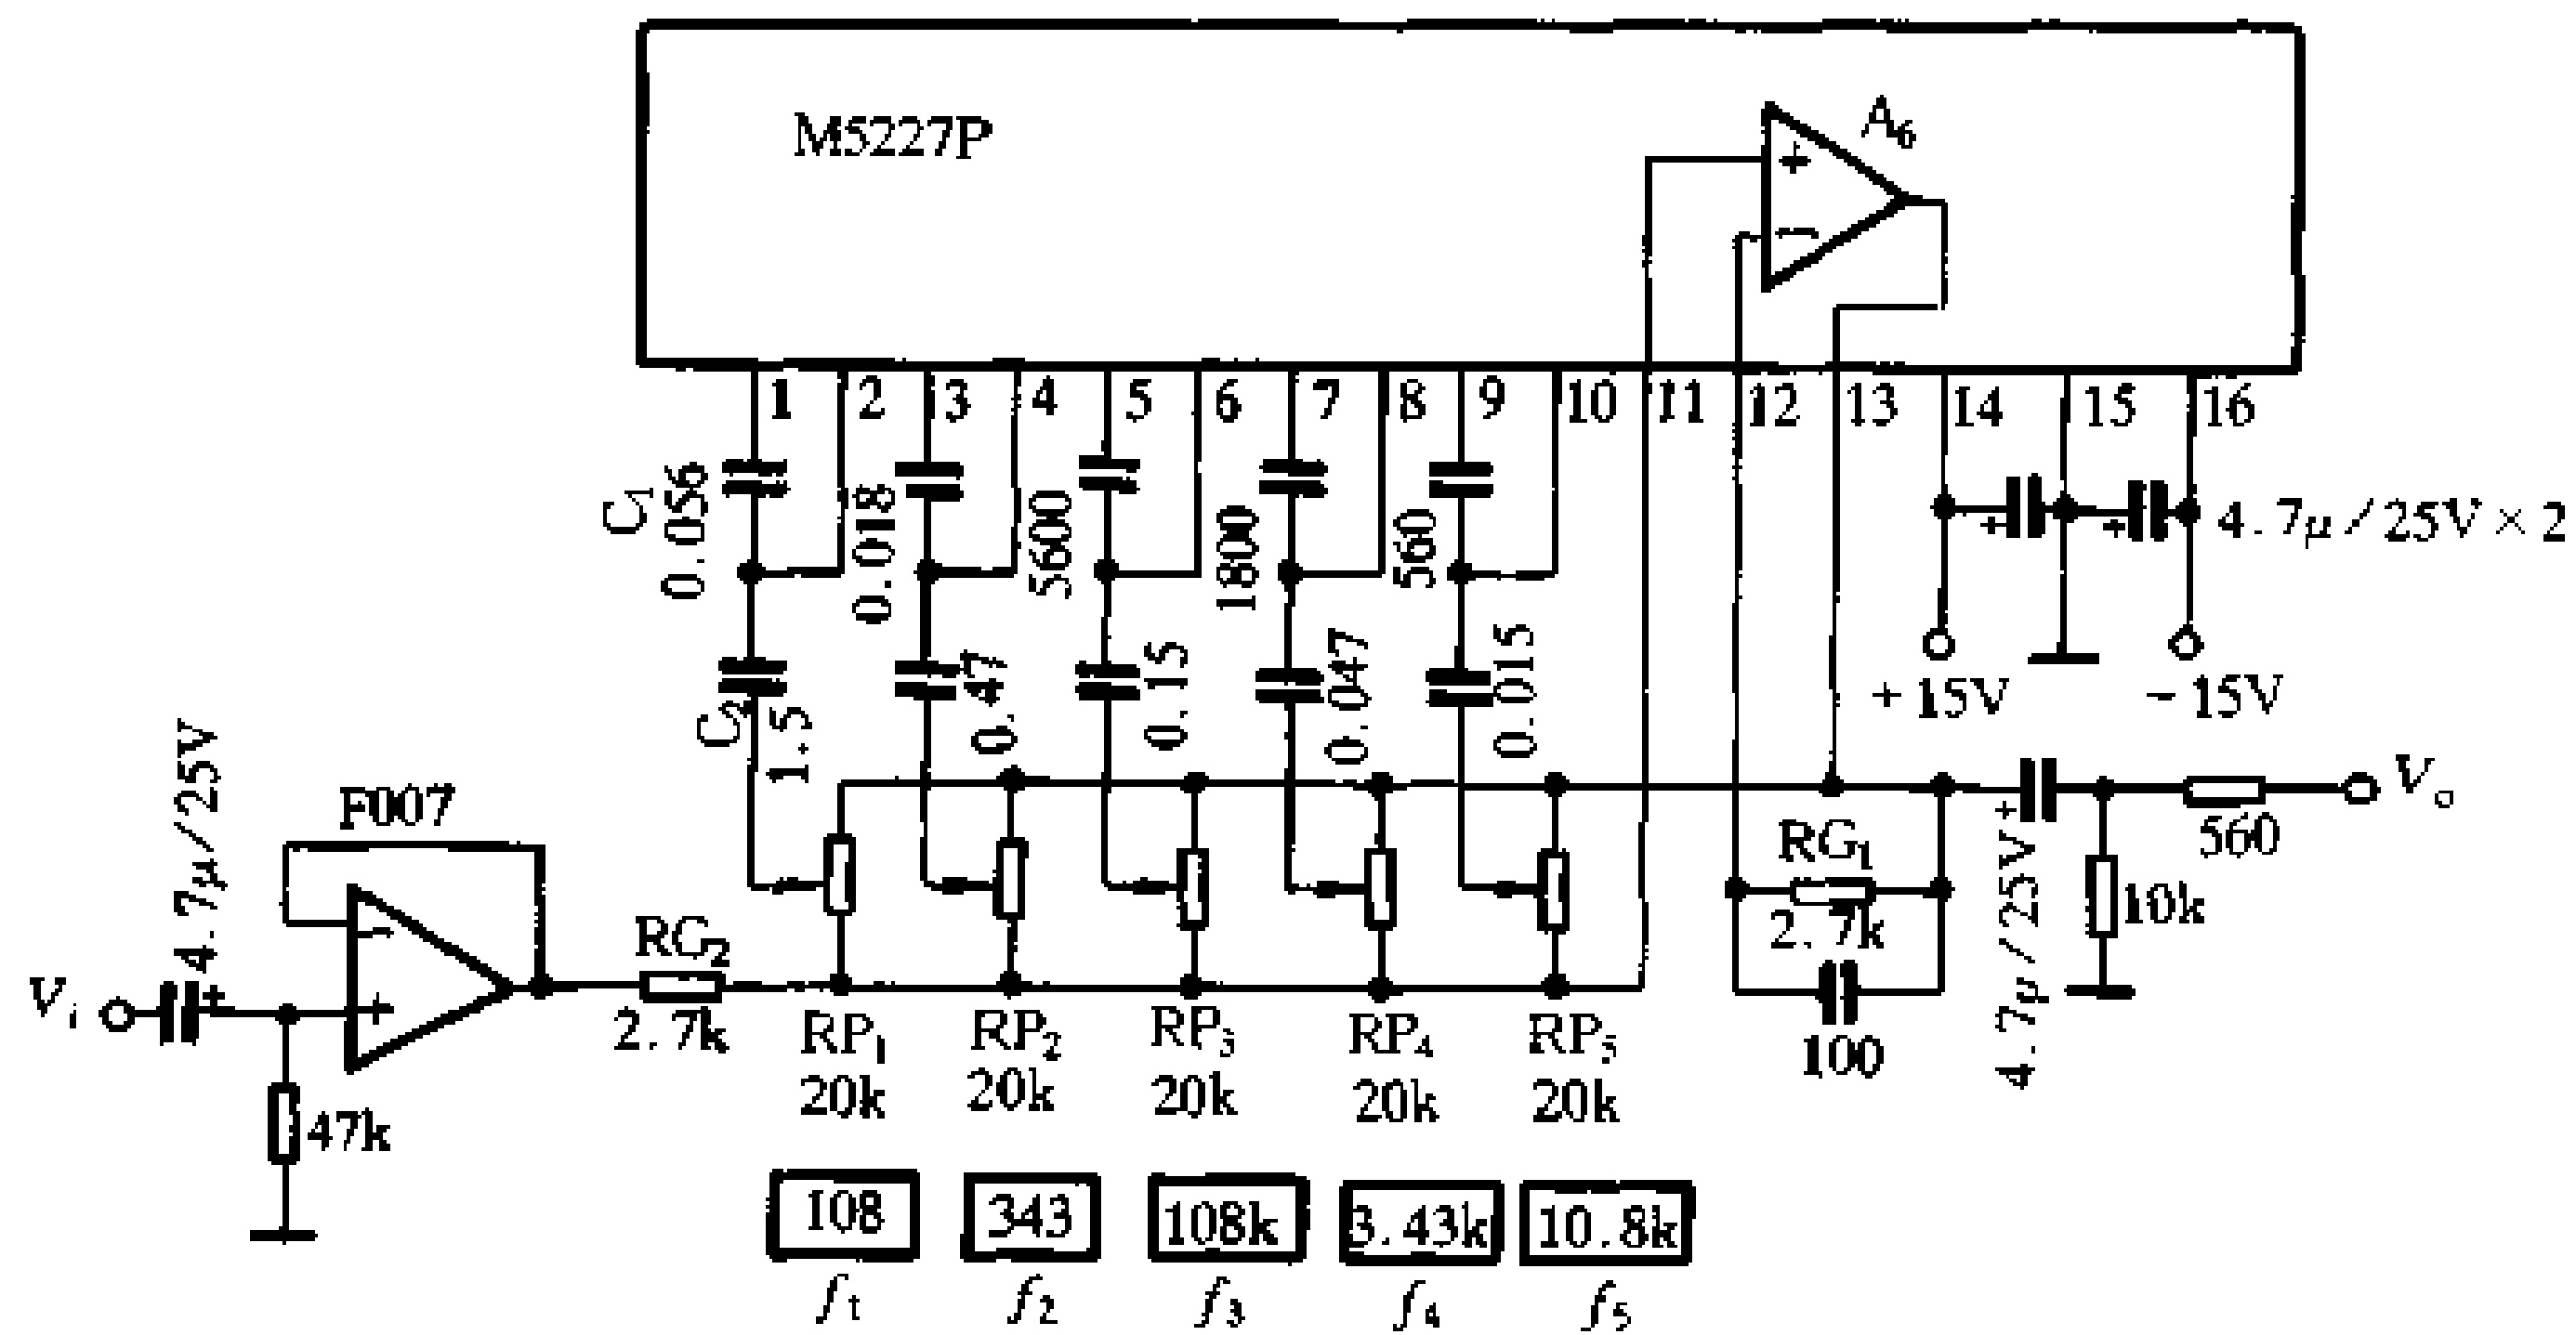 M5227P
A6
1 2 3 4 5 6 7 8 9 10 11 12 13 14 15 16
C1
0.056
0.018
5600
1800
560
4.7μ/25V×2
C2
1.5
0.47
0.15
0.047
0.015
+15V
-15V
4.7μ/25V
F007
RG1
2.7k
100
4.7μ/25V
Vo
560
10k
Vi
RG2
2.7k
47k
RP1
20k
RP2
20k
RP3
20k
RP4
20k
RP5
20k
108
343
108k
3.43k
10.8k
f1
f2
f3
f4
f5